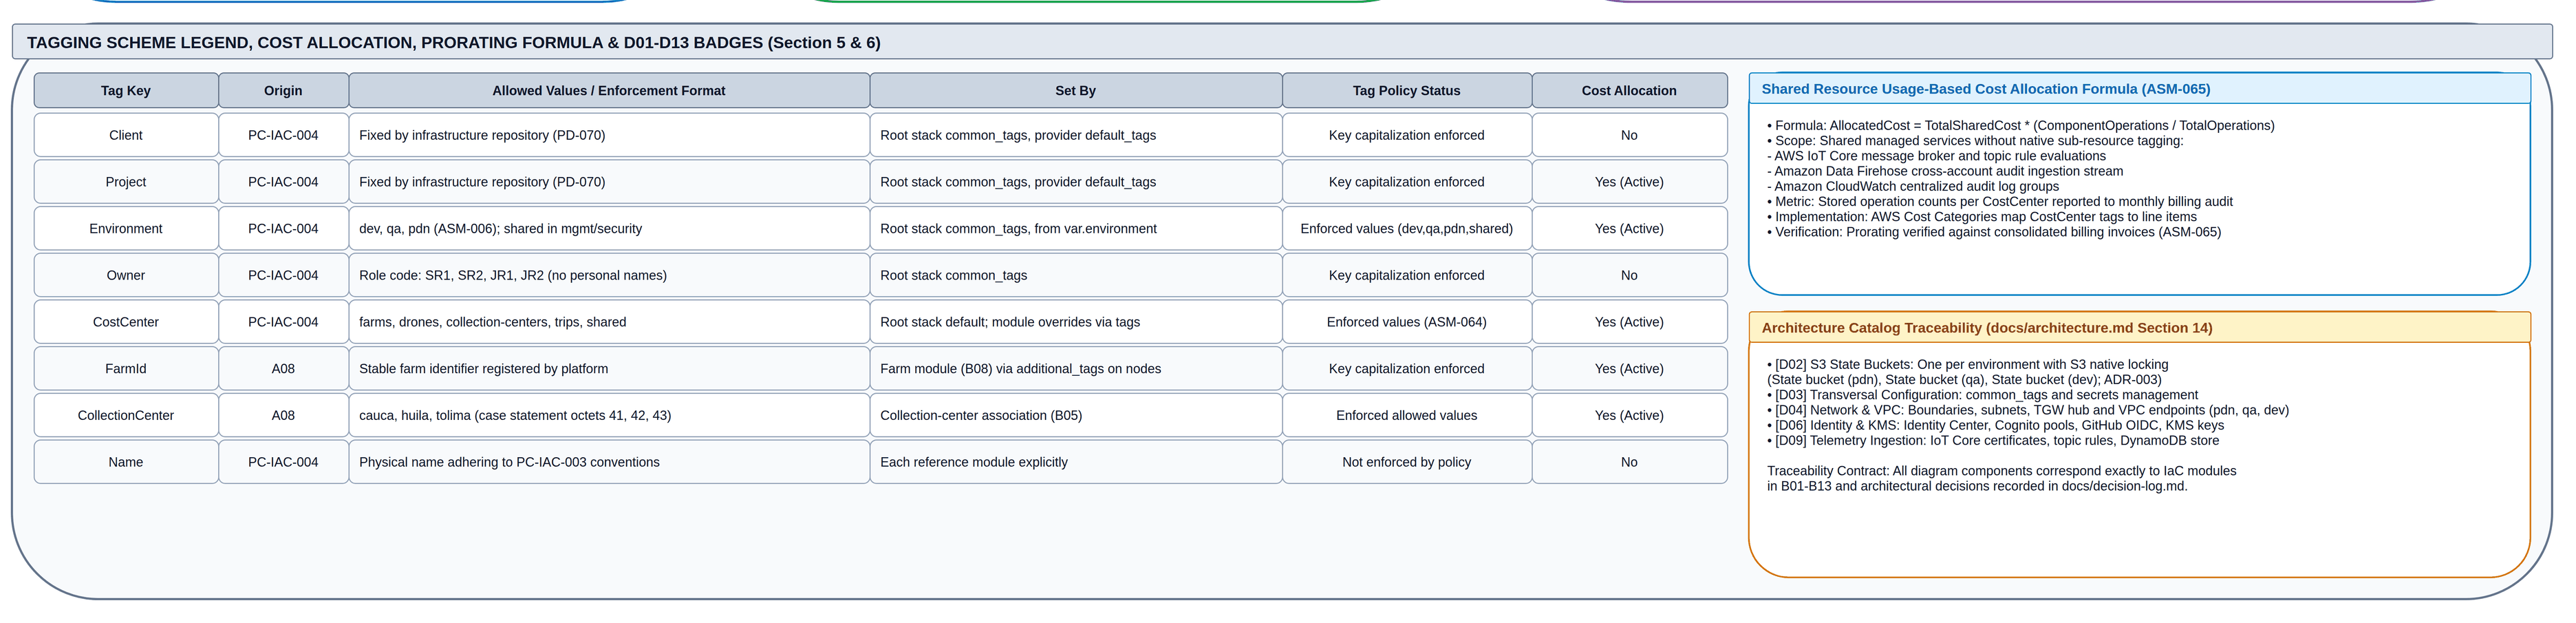 TAGGING SCHEME LEGEND, COST ALLOCATION, PRORATING FORMULA & D01-D13 BADGES (Section 5 & 6)
Tag Key Origin Allowed Values / Enforcement Format Set By Tag Policy Status Cost Allocation
Client PC-IAC-004 Fixed by infrastructure repository (PD-070) Root stack common_tags, provider default_tags Key capitalization enforced No
Project PC-IAC-004 Fixed by infrastructure repository (PD-070) Root stack common_tags, provider default_tags Key capitalization enforced Yes (Active)
Environment PC-IAC-004 dev, qa, pdn (ASM-006); shared in mgmt/security Root stack common_tags, from var.environment Enforced values (dev,qa,pdn,shared) Yes (Active)
Owner PC-IAC-004 Role code: SR1, SR2, JR1, JR2 (no personal names) Root stack common_tags Key capitalization enforced No
CostCenter PC-IAC-004 farms, drones, collection-centers, trips, shared Root stack default; module overrides via tags Enforced values (ASM-064) Yes (Active)
FarmId A08 Stable farm identifier registered by platform Farm module (B08) via additional_tags on nodes Key capitalization enforced Yes (Active)
CollectionCenter A08 cauca, huila, tolima (case statement octets 41, 42, 43) Collection-center association (B05) Enforced allowed values Yes (Active)
Name PC-IAC-004 Physical name adhering to PC-IAC-003 conventions Each reference module explicitly Not enforced by policy No
Shared Resource Usage-Based Cost Allocation Formula (ASM-065)
• Formula: AllocatedCost = TotalSharedCost * (ComponentOperations / TotalOperations)
• Scope: Shared managed services without native sub-resource tagging:
- AWS IoT Core message broker and topic rule evaluations
- Amazon Data Firehose cross-account audit ingestion stream
- Amazon CloudWatch centralized audit log groups
• Metric: Stored operation counts per CostCenter reported to monthly billing audit
• Implementation: AWS Cost Categories map CostCenter tags to line items
• Verification: Prorating verified against consolidated billing invoices (ASM-065)
Architecture Catalog Traceability (docs/architecture.md Section 14)
• [D02] S3 State Buckets: One per environment with S3 native locking
(State bucket (pdn), State bucket (qa), State bucket (dev); ADR-003)
• [D03] Transversal Configuration: common_tags and secrets management
• [D04] Network & VPC: Boundaries, subnets, TGW hub and VPC endpoints (pdn, qa, dev)
• [D06] Identity & KMS: Identity Center, Cognito pools, GitHub OIDC, KMS keys
• [D09] Telemetry Ingestion: IoT Core certificates, topic rules, DynamoDB store
Traceability Contract: All diagram components correspond exactly to IaC modules
in B01-B13 and architectural decisions recorded in docs/decision-log.md.